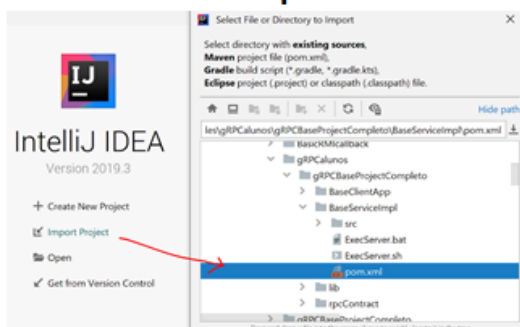 Select File or Directory to Import
Select directory with existing sources,
Maven project file (pom.xml),
Gradle build script (*.gradle, *.gradle.kts),
Eclipse project (.project) or classpath (.classpath) file.
Hide path
les\gRPCalunos\gRPCBaseProjectCompleto\BaseServiceImpl\pom.xml
BasicRMIcallback
gRPCalunos
gRPCBaseProjectCompleto
BaseClientApp
BaseServiceImpl
src
ExecServer.bat
ExecServer.sh
pom.xml
lib
rpcContract
gRPCBaseProjectCompleto
IJ
IntelliJ IDEA
Version 2019.3
Create New Project
Import Project
Open
Get from Version Control